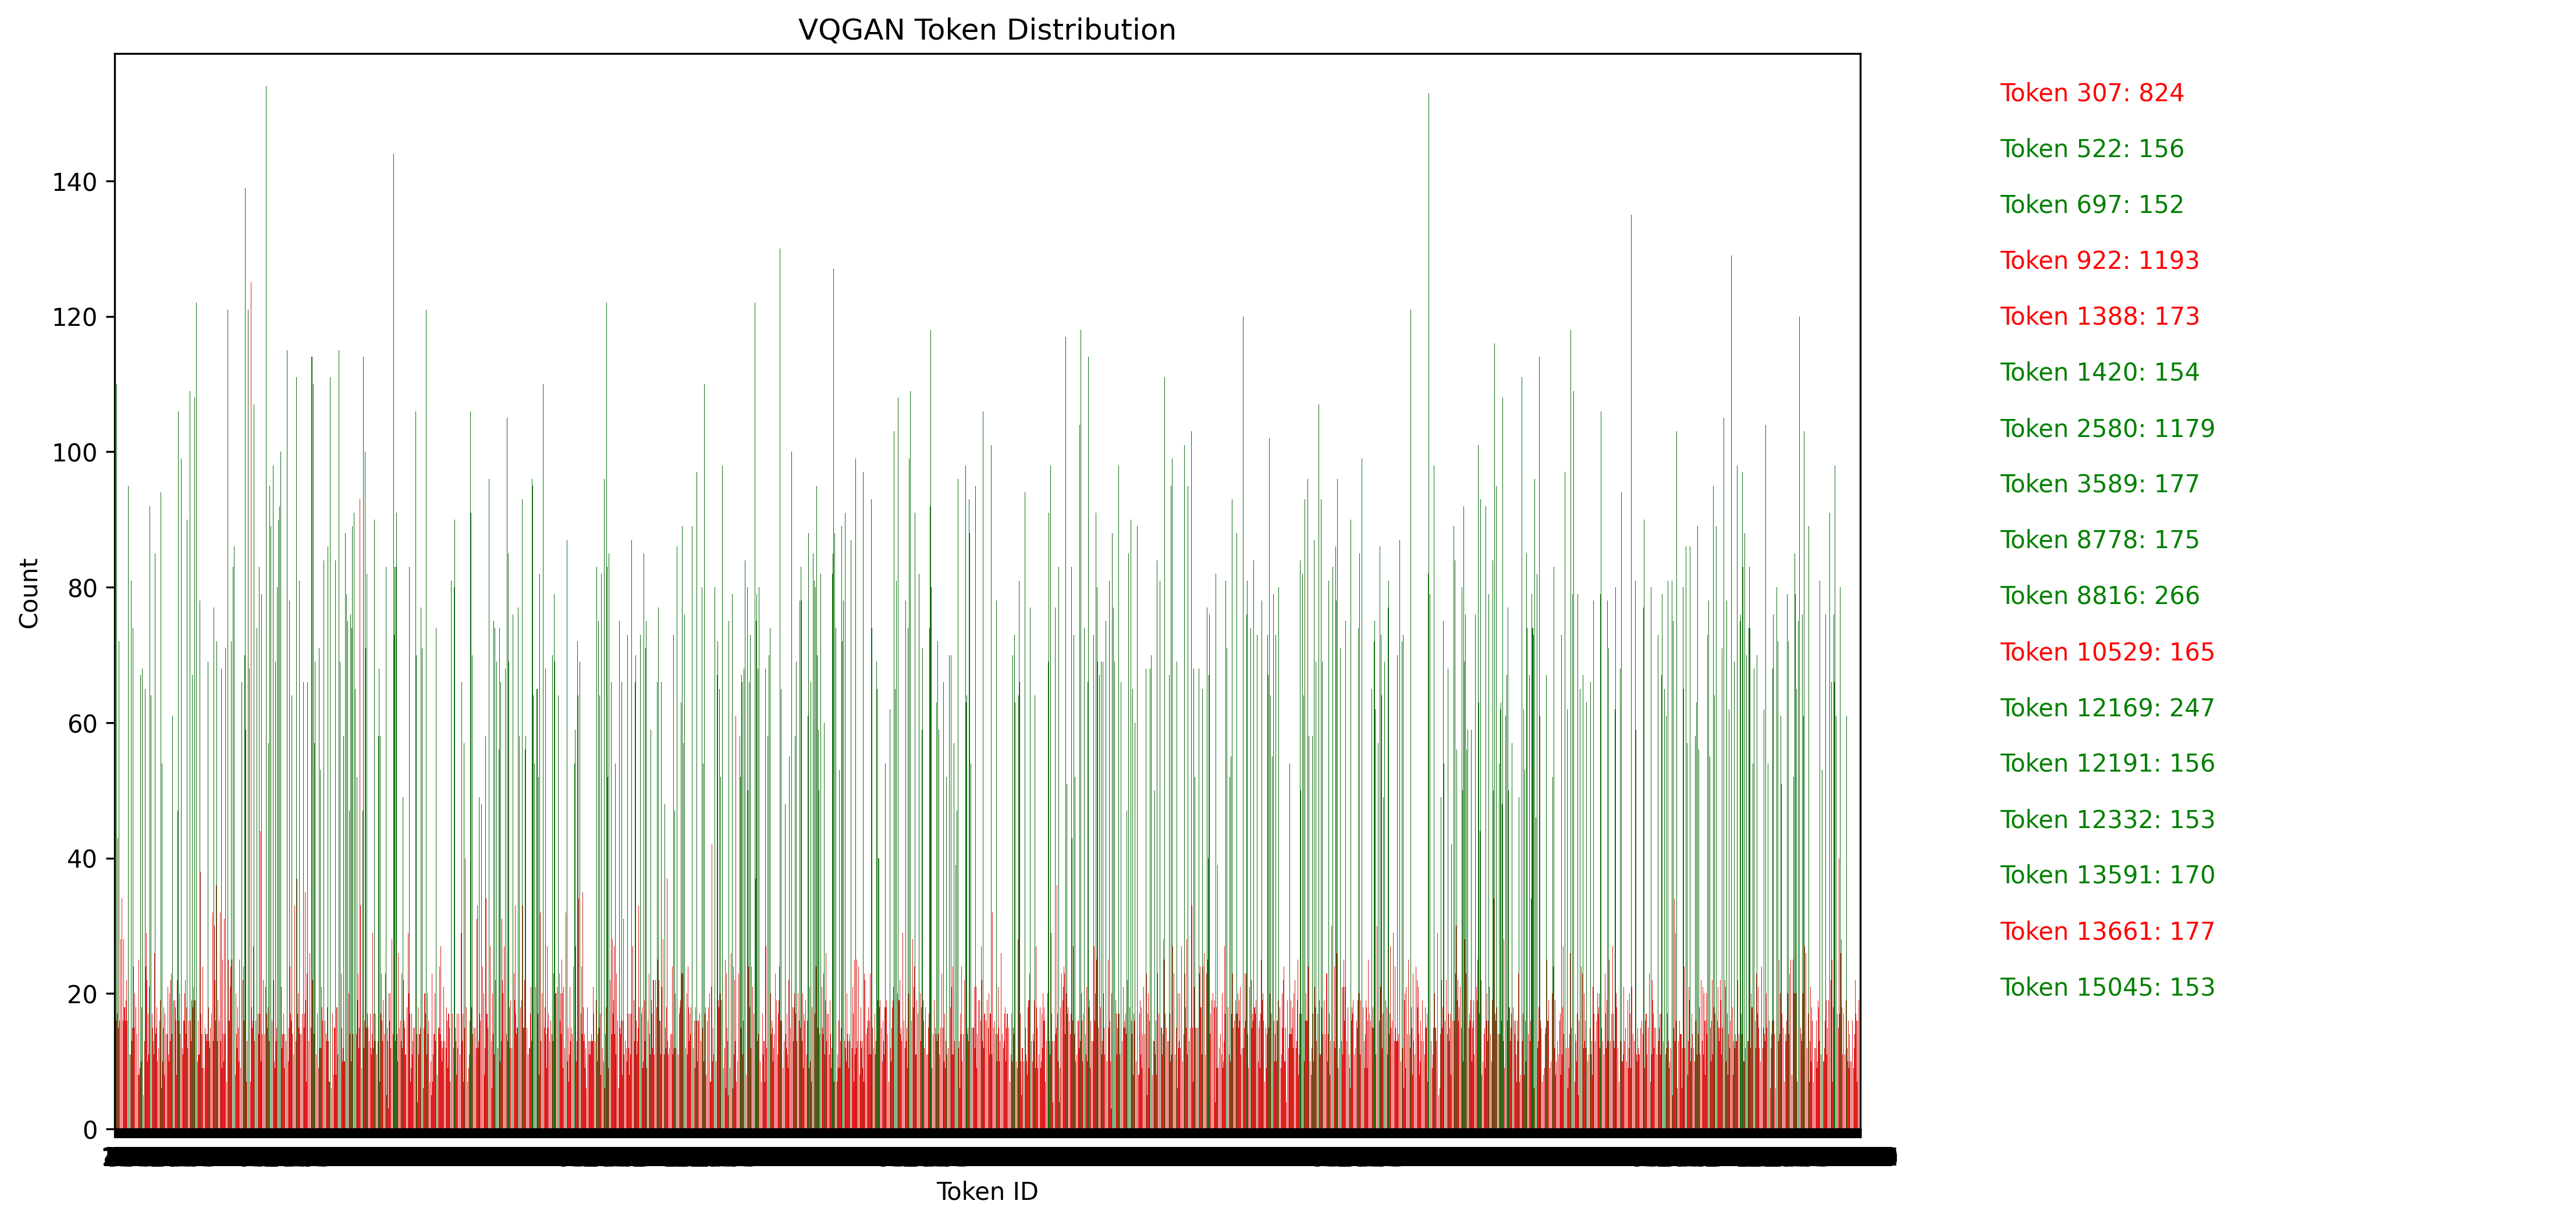 VQGAN Token Distribution
Count
140
120
100
80
60
40
20
0
Token ID
Token 307: 824
Token 522: 156
Token 697: 152
Token 922: 1193
Token 1388: 173
Token 1420: 154
Token 2580: 1179
Token 3589: 177
Token 8778: 175
Token 8816: 266
Token 10529: 165
Token 12169: 247
Token 12191: 156
Token 12332: 153
Token 13591: 170
Token 13661: 177
Token 15045: 153